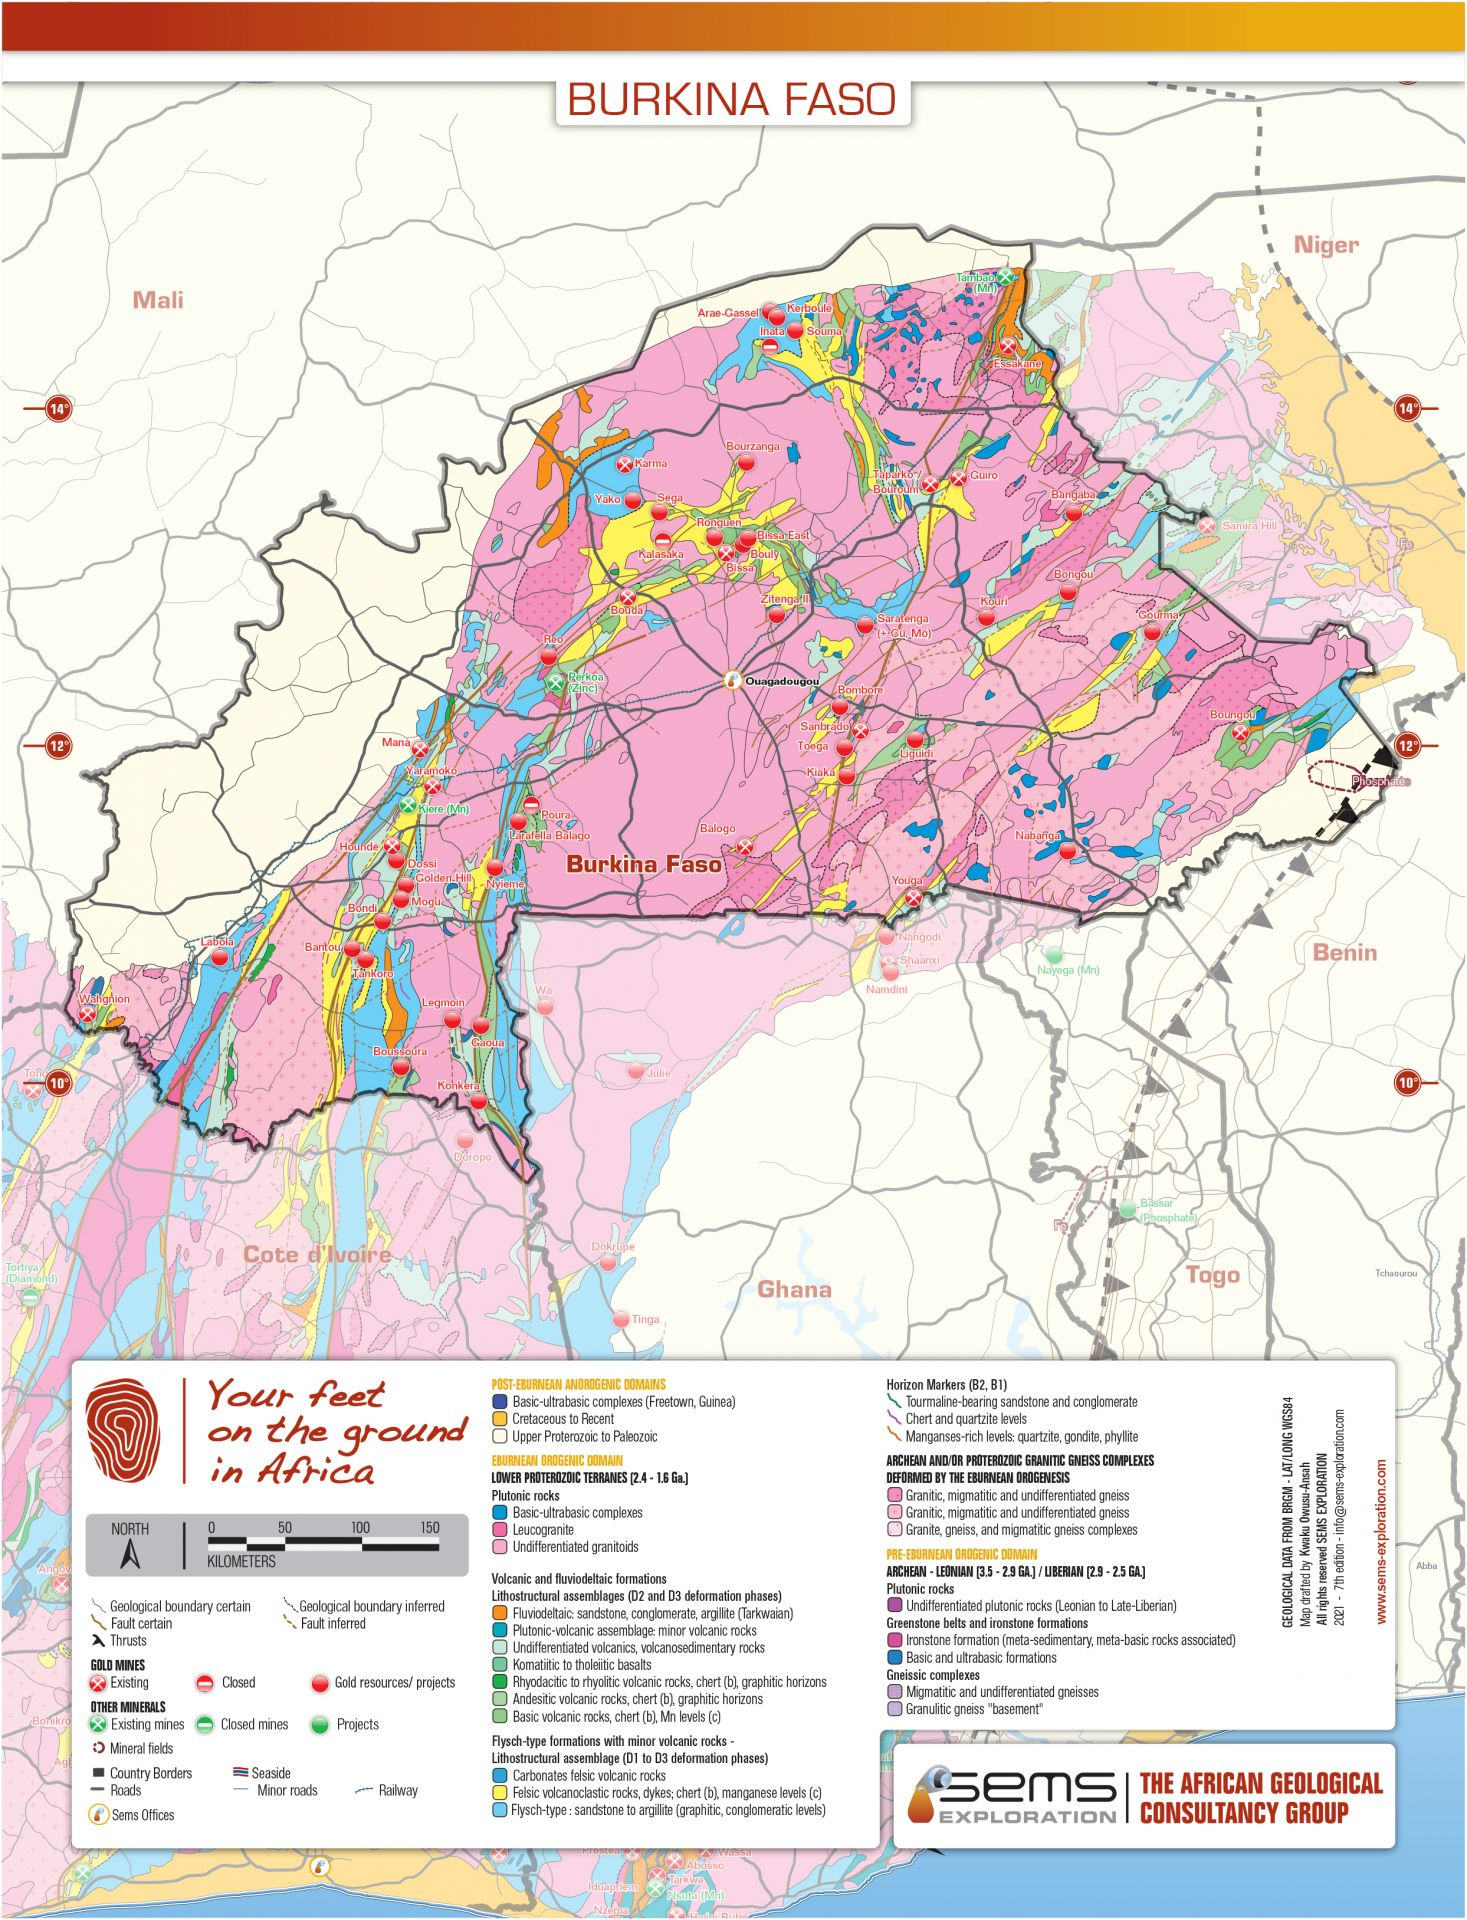 BURKINA FASO
Niger
Mali
Tambao
(Mn)
Arae-Gassel
Kerboule
Inata
Souma
Essakane
14°
14°
Bourzanga
Karma
Taparko /
Bouroum
Guiro
Yako
Sega
Bangaba
Ronguen
Samira Hill
Bissa East
Kalasaka
Bouly
Bissa
Fe
Bongou
Zitenga II
Kouri
Bouda
Gourma
Saratenga
(+ Cu, Mo)
Reo
Perkoa
(Zinc)
Ouagadougou
Bombore
Boungou
Sanbrado
Mana
12°
Toega
Liguidi
12°
Yaramoko
Kiaka
Phosphate
Kiere (Mn)
Poura
Larafella Balago
Balogo
Nabanga
Hounde
Dossi
Burkina Faso
Golden Hill
Nyieme
Youga
Mogu
Bondi
Labola
Bantou
Nangodi
Benin
Tankoro
Shaanxi
Nayega (Mn)
Namdini
Wa
Wahgnion
Legmoin
Gaoua
Boussoura
Julie
10°
Konkera
10°
Doropo
Bassar
(Phosphate)
Fe
Dokrupe
Cote d'Ivoire
Tortiya
(Diamond)
Togo
Tchaourou
Ghana
Tinga
Your feet
on the ground
in Africa
NORTH
0 50 100 150
KILOMETERS
Geological boundary certain
Geological boundary inferred
Fault certain
Fault inferred
Thrusts
GOLD MINES
Existing
Closed
Gold resources/ projects
OTHER MINERALS
Existing mines
Closed mines
Projects
Mineral fields
Country Borders
Seaside
Roads
Minor roads
Railway
Sems Offices
POST-EBURNEAN ANDROGENIC DOMAINS
Basic-ultrabasic complexes (Freetown, Guinea)
Cretaceous to Recent
Upper Proterozoic to Paleozoic
EBURNEAN OROGENIC DOMAIN
LOWER PROTEROZOIC TERRANES (2.4 - 1.6 Ga.)
Plutonic rocks
Basic-ultrabasic complexes
Leucogranite
Undifferentiated granitoids
Volcanic and fluviodeltaic formations
Lithostructural assemblages (D2 and D3 deformation phases)
Fluviodeltaic: sandstone, conglomerate, argillite (Tarkwaian)
Plutonic-volcanic assemblage: minor volcanic rocks
Undifferentiated volcanics, volcanosedimentary rocks
Komatiitic to tholeiitic basalts
Rhyodacitic to rhyolitic volcanic rocks, chert (b), graphitic horizons
Andesitic volcanic rocks, chert (b), graphitic horizons
Basic volcanic rocks, chert (b), Mn levels (c)
Flysch-type formations with minor volcanic rocks -
Lithostructural assemblage (D1 to D3 deformation phases)
Carbonates felsic volcanic rocks
Felsic volcanoclastic rocks, dykes; chert (b), manganese levels (c)
Flysch-type : sandstone to argillite (graphitic, conglomeratic levels)
Horizon Markers (B2, B1)
Tourmaline-bearing sandstone and conglomerate
Chert and quartzite levels
Manganses-rich levels: quartzite, gondite, phyllite
ARCHEAN AND/OR PROTEROZOIC GRANITIC GNEISS COMPLEXES
DEFORMED BY THE EBURNEAN OROGENESIS
Granitic, migmatitic and undifferentiated gneiss
Granitic, migmatitic and undifferentiated gneiss
Granite, gneiss, and migmatitic gneiss complexes
PRE-EBURNEAN OROGENIC DOMAIN
ARCHEAN - LEONIAN (3.5 - 2.9 GA.) / LIBERIAN (2.9 - 2.5 GA.)
Plutonic rocks
Undifferentiated plutonic rocks (Leonian to Late-Liberian)
Greenstone belts and ironstone formations
Ironstone formation (meta-sedimentary, meta-basic rocks associated)
Basic and ultrabasic formations
Gneissic complexes
Migmatitic and undifferentiated gneisses
Granulitic gneiss "basement"
GEOLOGICAL DATA FROM BRGM - LAT/LONG WGS84
Map drafted by Kwaku Owusu-Ansah
All rights reserved SEMS EXPLORATION
2021 - 7th edition - info@sems-exploration.com
www.sems-exploration.com
Abba
sems
EXPLORATION
THE AFRICAN GEOLOGICAL
CONSULTANCY GROUP
Prestea
Wassa
Abosso
Tarkwa
Iduapriem
Nsuta (Mn)
Nzema